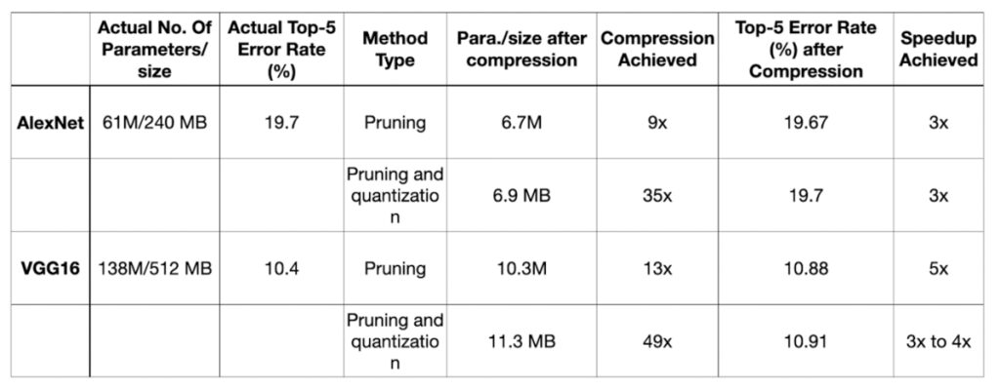 Actual No. Of Parameters/ size
Actual Top-5 Error Rate (%)
Method Type
Para./size after compression
Compression Achieved
Top-5 Error Rate (%) after Compression
Speedup Achieved
AlexNet 61M/240 MB 19.7 Pruning 6.7M 9x 19.67 3x
Pruning and quantizatio n 6.9 MB 35x 19.7 3x
VGG16 138M/512 MB 10.4 Pruning 10.3M 13x 10.88 5x
Pruning and quantizatio n 11.3 MB 49x 10.91 3x to 4x